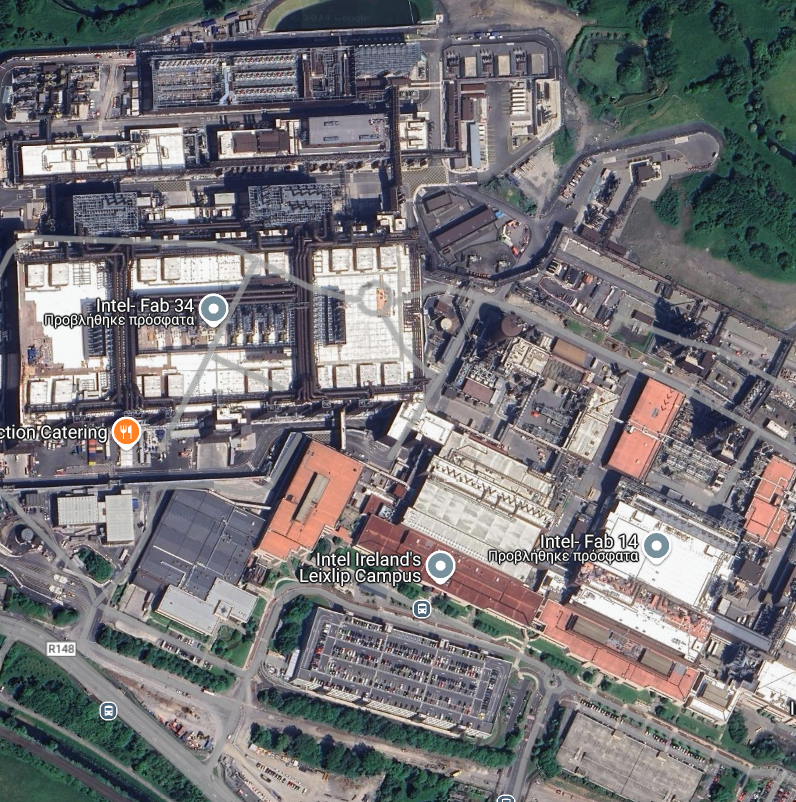 Intel- Fab 34
Προβλήθηκε πρόσφατα
ction Catering
Intel- Fab 14
Προβλήθηκε πρόσφατα
Intel Ireland's
Leixlip Campus
R148